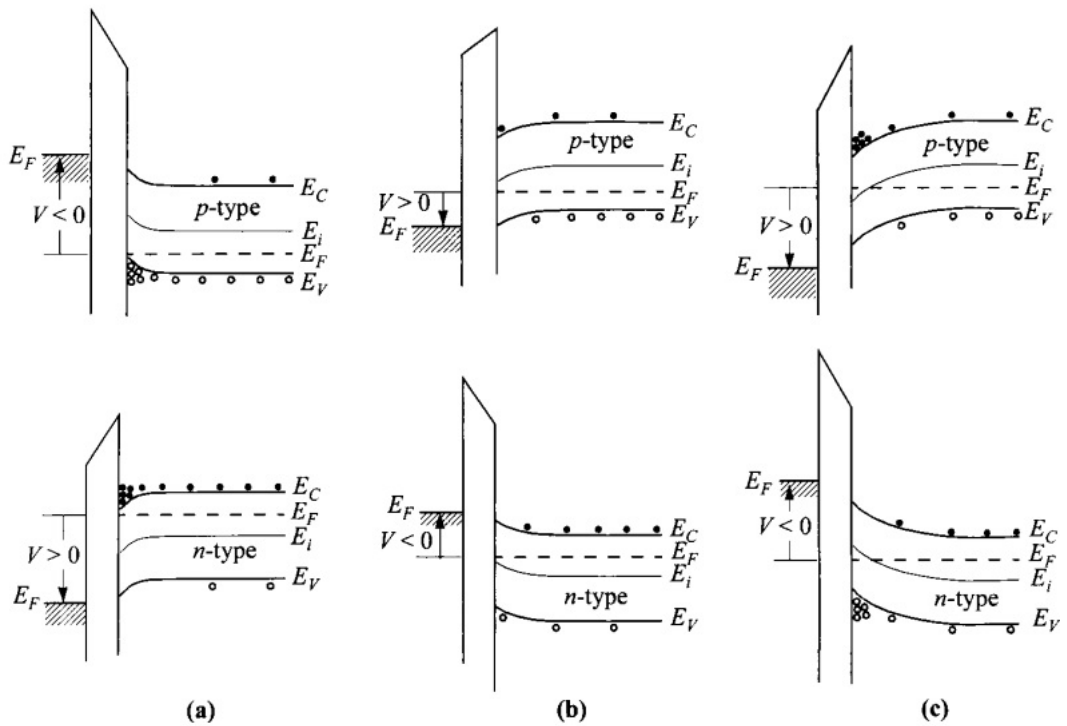 E_F
V < 0
p-type
E_C
E_i
E_F
E_V
V > 0
E_F
p-type
E_C
E_i
E_F
E_V
V > 0
E_F
p-type
E_C
E_i
E_F
E_V
V > 0
E_F
n-type
E_C
E_F
E_i
E_V
E_F
V < 0
n-type
E_C
E_F
E_i
E_V
E_F
V < 0
n-type
E_C
E_F
E_i
E_V
(a)
(b)
(c)